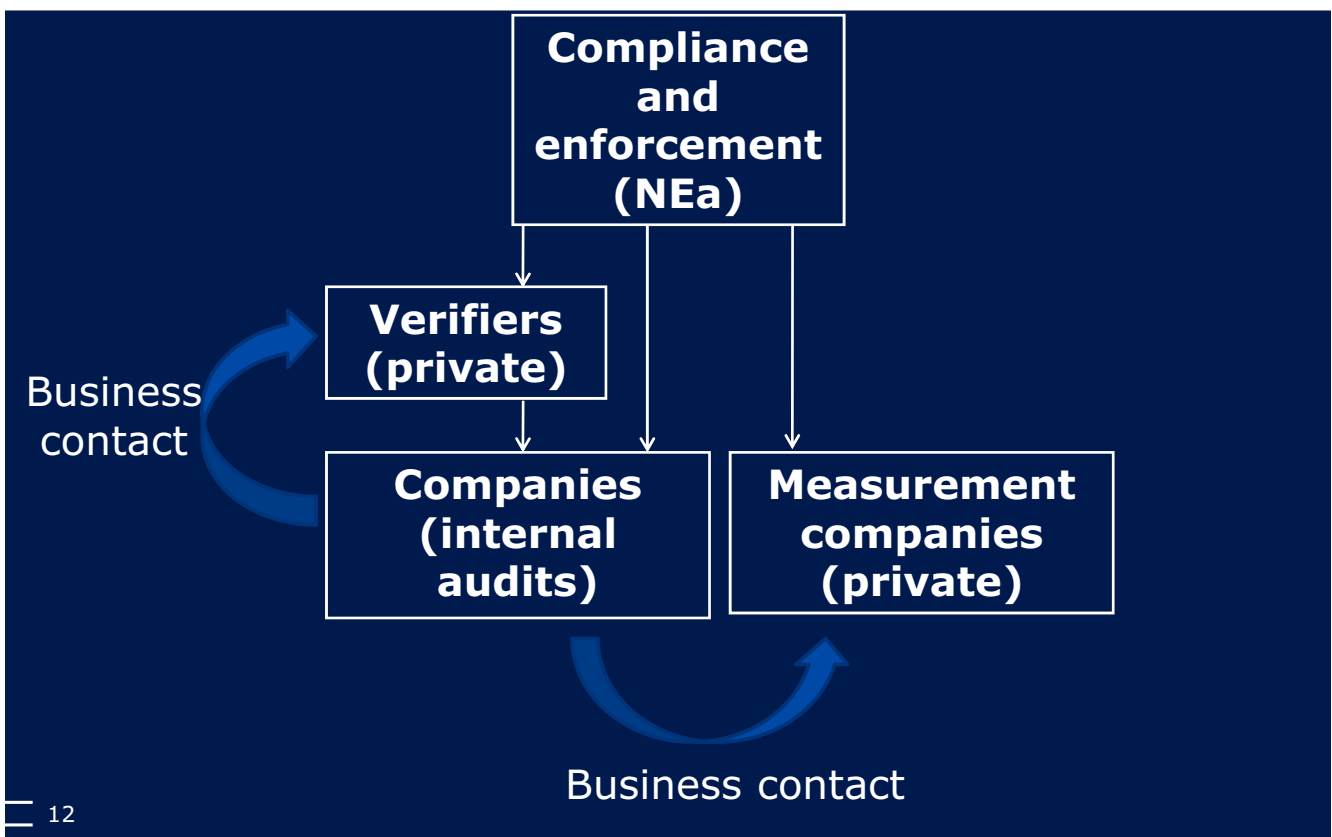 Compliance
and
enforcement
(NEa)
Verifiers
(private)
Business
contact
Companies
(internal
audits)
Measurement
companies
(private)
Business contact
12